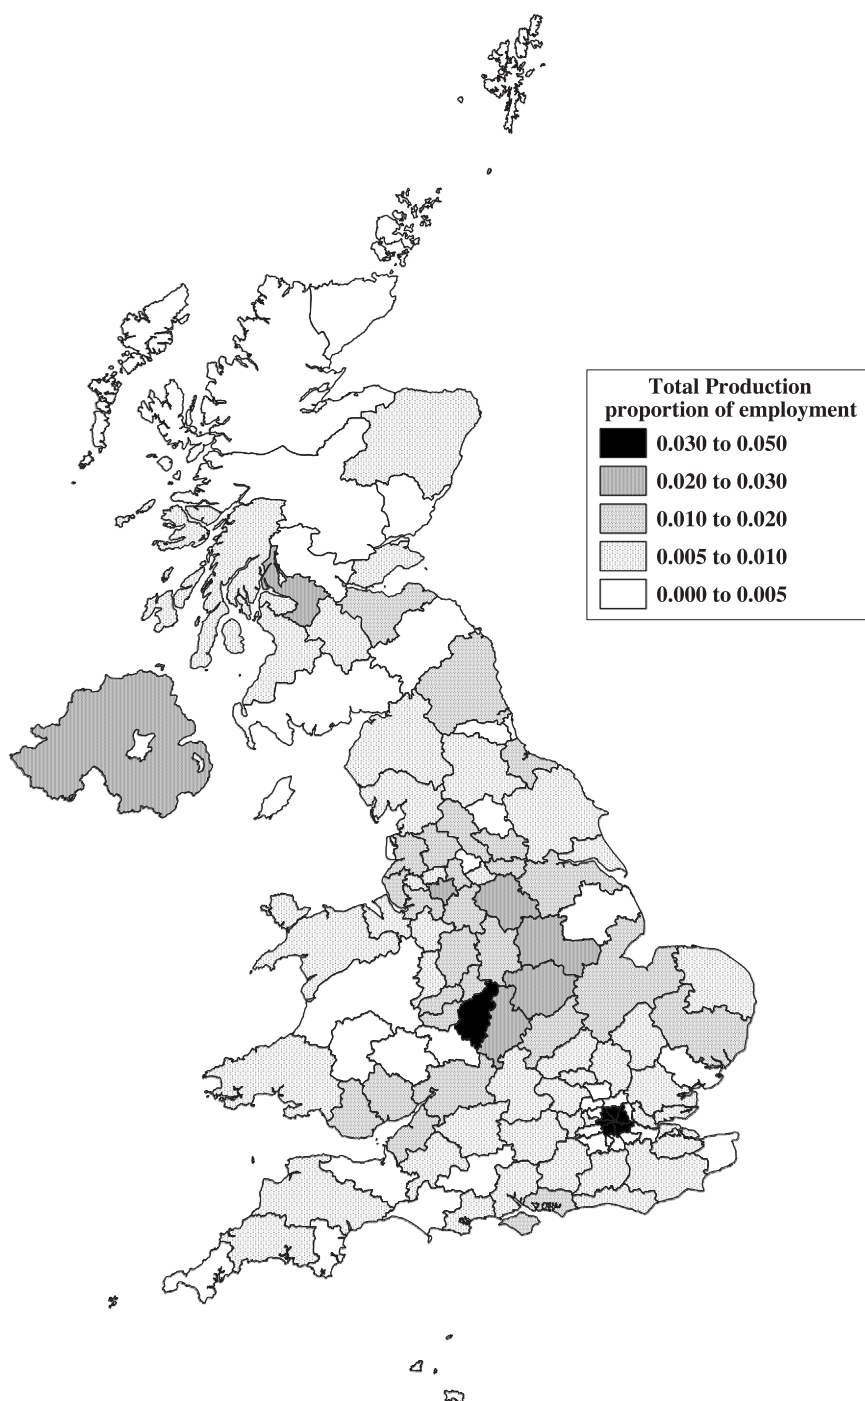 Total Production
proportion of employment
0.030 to 0.050
0.020 to 0.030
0.010 to 0.020
0.005 to 0.010
0.000 to 0.005